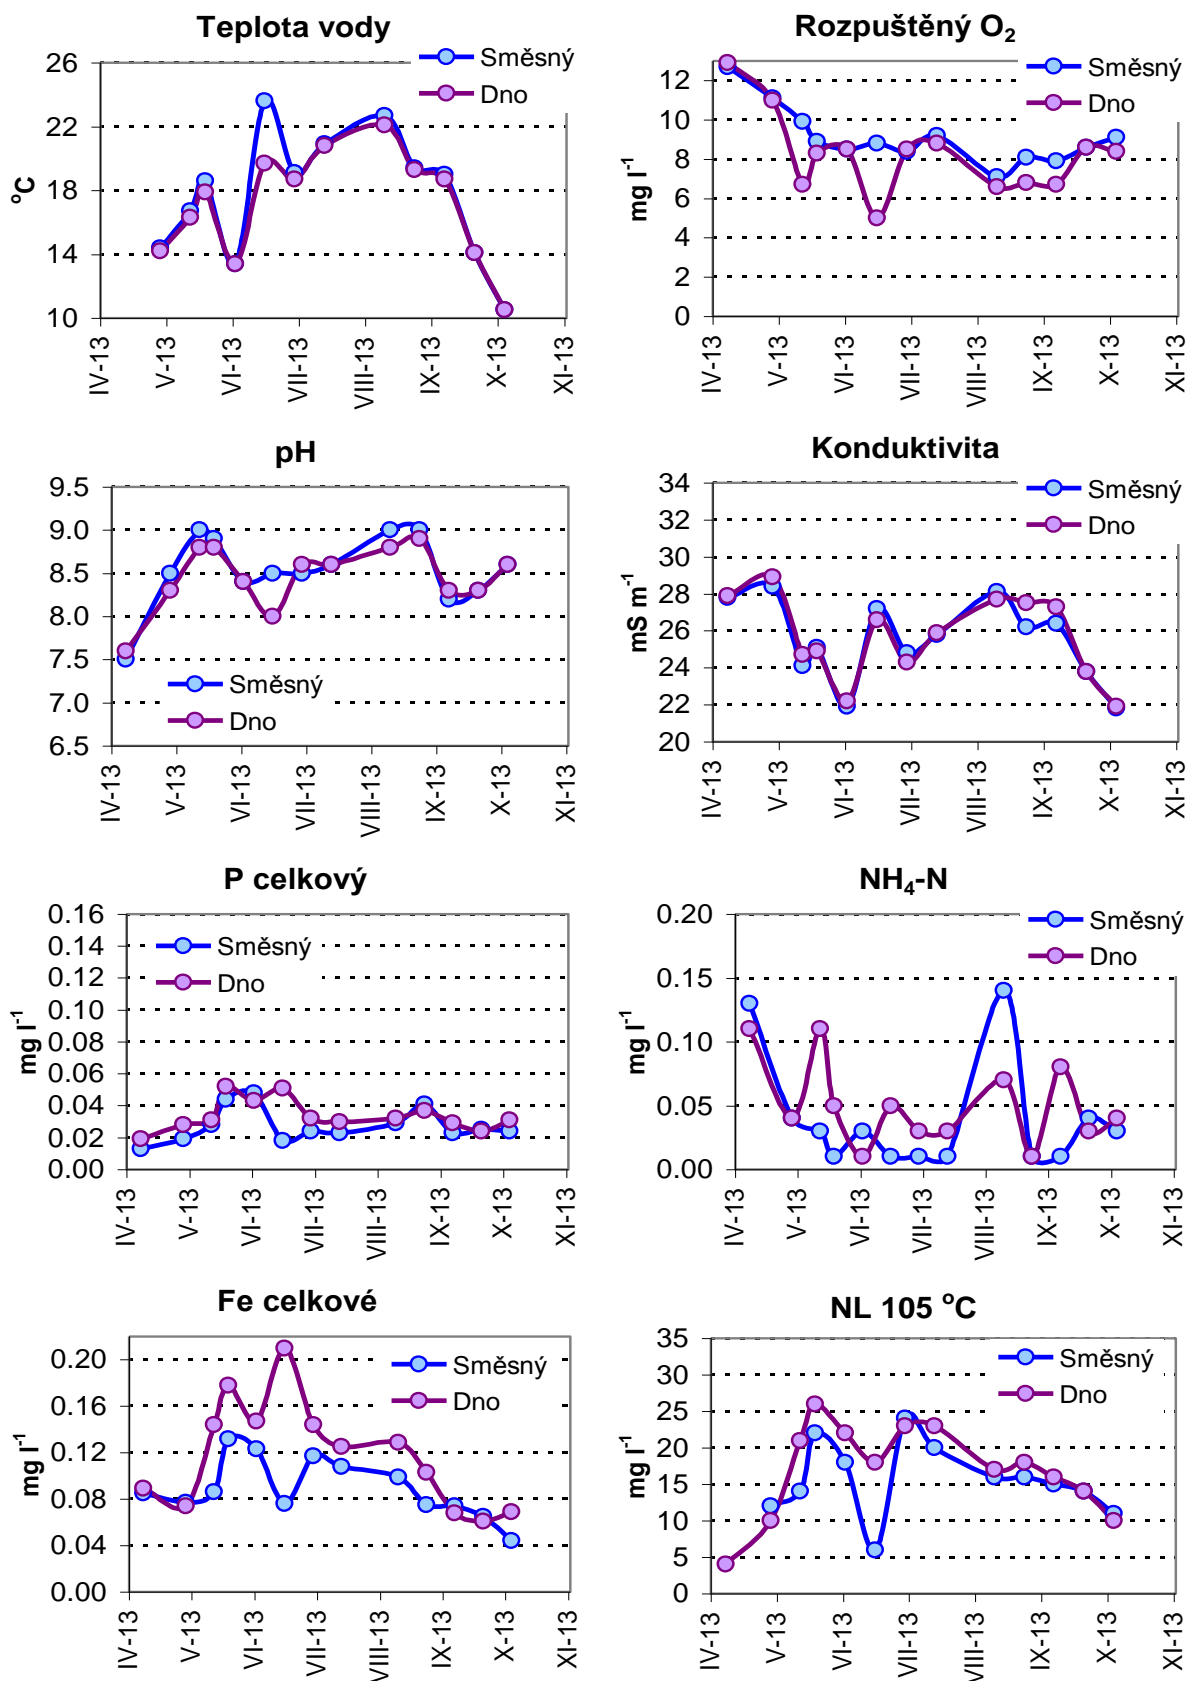 Teplota vody
Směsný
Dno
26
22
18
14
10
°C
IV-13
V-13
VI-13
VII-13
VIII-13
IX-13
X-13
XI-13
Rozpuštěný O₂
Směsný
Dno
12
10
8
6
4
2
0
mg l⁻¹
IV-13
V-13
VI-13
VII-13
VIII-13
IX-13
X-13
XI-13
pH
9.5
9.0
8.5
8.0
7.5
7.0
6.5
Směsný
Dno
IV-13
V-13
VI-13
VII-13
VIII-13
IX-13
X-13
XI-13
Konduktivita
Směsný
Dno
34
32
30
28
26
24
22
20
mS m⁻¹
IV-13
V-13
VI-13
VII-13
VIII-13
IX-13
X-13
XI-13
P celkový
Směsný
Dno
0.16
0.14
0.12
0.10
0.08
0.06
0.04
0.02
0.00
mg l⁻¹
IV-13
V-13
VI-13
VII-13
VIII-13
IX-13
X-13
XI-13
NH₄-N
Směsný
Dno
0.20
0.15
0.10
0.05
0.00
mg l⁻¹
IV-13
V-13
VI-13
VII-13
VIII-13
IX-13
X-13
XI-13
Fe celkové
Směsný
Dno
0.20
0.16
0.12
0.08
0.04
0.00
mg l⁻¹
IV-13
V-13
VI-13
VII-13
VIII-13
IX-13
X-13
XI-13
NL 105 °C
Směsný
Dno
35
30
25
20
15
10
5
0
mg l⁻¹
IV-13
V-13
VI-13
VII-13
VIII-13
IX-13
X-13
XI-13